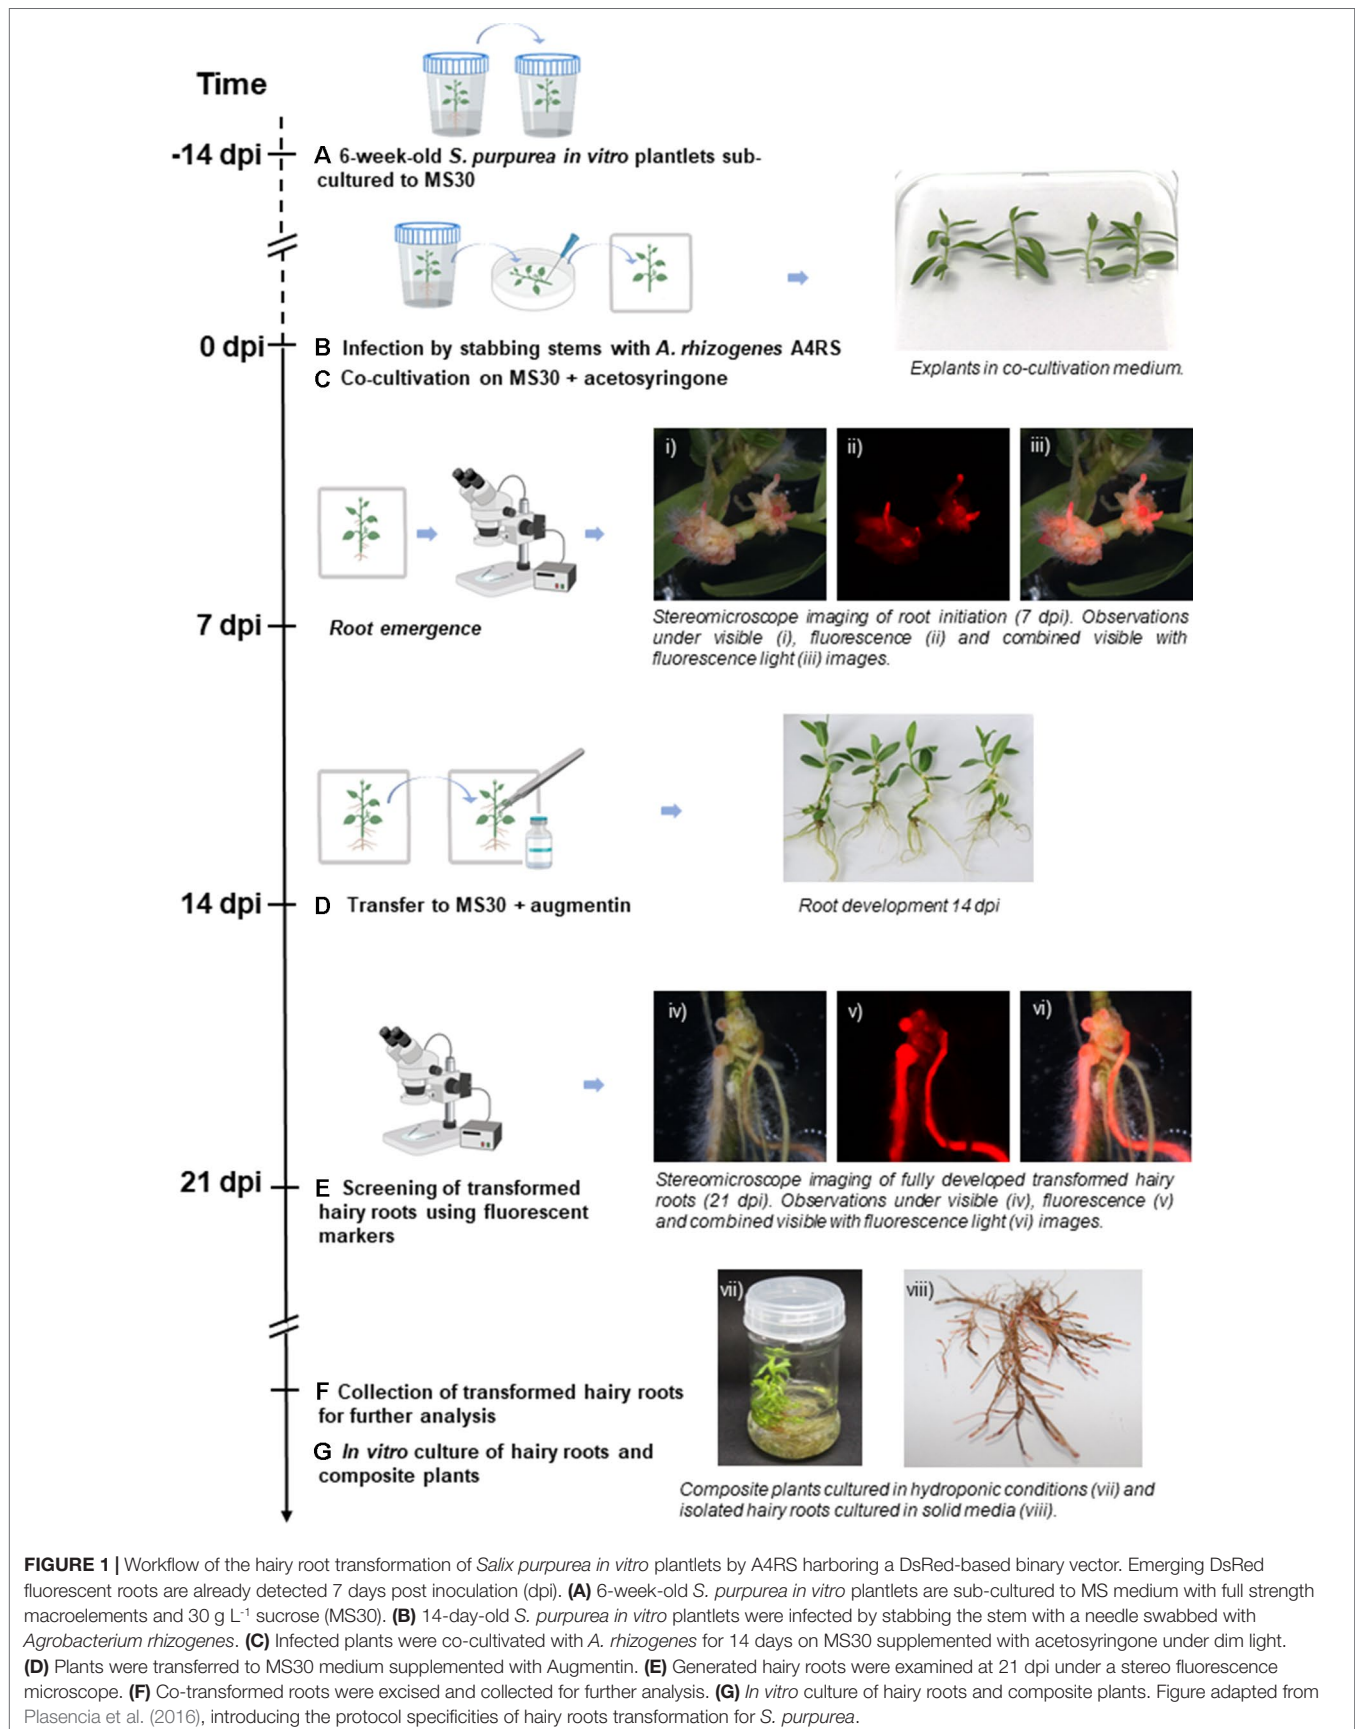 Time
-14 dpi
A 6-week-old S. purpurea in vitro plantlets sub-
cultured to MS30
0 dpi
B Infection by stabbing stems with A. rhizogenes A4RS
C Co-cultivation on MS30 + acetosyringone
Explants in co-cultivation medium.
i)
ii)
iii)
Stereomicroscope imaging of root initiation (7 dpi). Observations
under visible (i), fluorescence (ii) and combined visible with
fluorescence light (iii) images.
7 dpi
Root emergence
14 dpi
D Transfer to MS30 + augmentin
Root development 14 dpi
iv)
v)
vi)
Stereomicroscope imaging of fully developed transformed hairy
roots (21 dpi). Observations under visible (iv), fluorescence (v)
and combined visible with fluorescence light (vi) images.
21 dpi
E Screening of transformed
hairy roots using fluorescent
markers
vii)
viii)
F Collection of transformed hairy roots
for further analysis
G In vitro culture of hairy roots and
composite plants
Composite plants cultured in hydroponic conditions (vii) and
isolated hairy roots cultured in solid media (viii).
FIGURE 1 | Workflow of the hairy root transformation of Salix purpurea in vitro plantlets by A4RS harboring a DsRed-based binary vector. Emerging DsRed
fluorescent roots are already detected 7 days post inoculation (dpi). (A) 6-week-old S. purpurea in vitro plantlets are sub-cultured to MS medium with full strength
macroelements and 30 g L-1 sucrose (MS30). (B) 14-day-old S. purpurea in vitro plantlets were infected by stabbing the stem with a needle swabbed with
Agrobacterium rhizogenes. (C) Infected plants were co-cultivated with A. rhizogenes for 14 days on MS30 supplemented with acetosyringone under dim light.
(D) Plants were transferred to MS30 medium supplemented with Augmentin. (E) Generated hairy roots were examined at 21 dpi under a stereo fluorescence
microscope. (F) Co-transformed roots were excised and collected for further analysis. (G) In vitro culture of hairy roots and composite plants. Figure adapted from
Plasencia et al. (2016), introducing the protocol specificities of hairy roots transformation for S. purpurea.